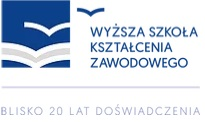 WYŻSZA SZKOŁA
KSZTAŁCENIA
ZAWODOWEGO
BLISKO 20 LAT DOŚWIADCZENIA